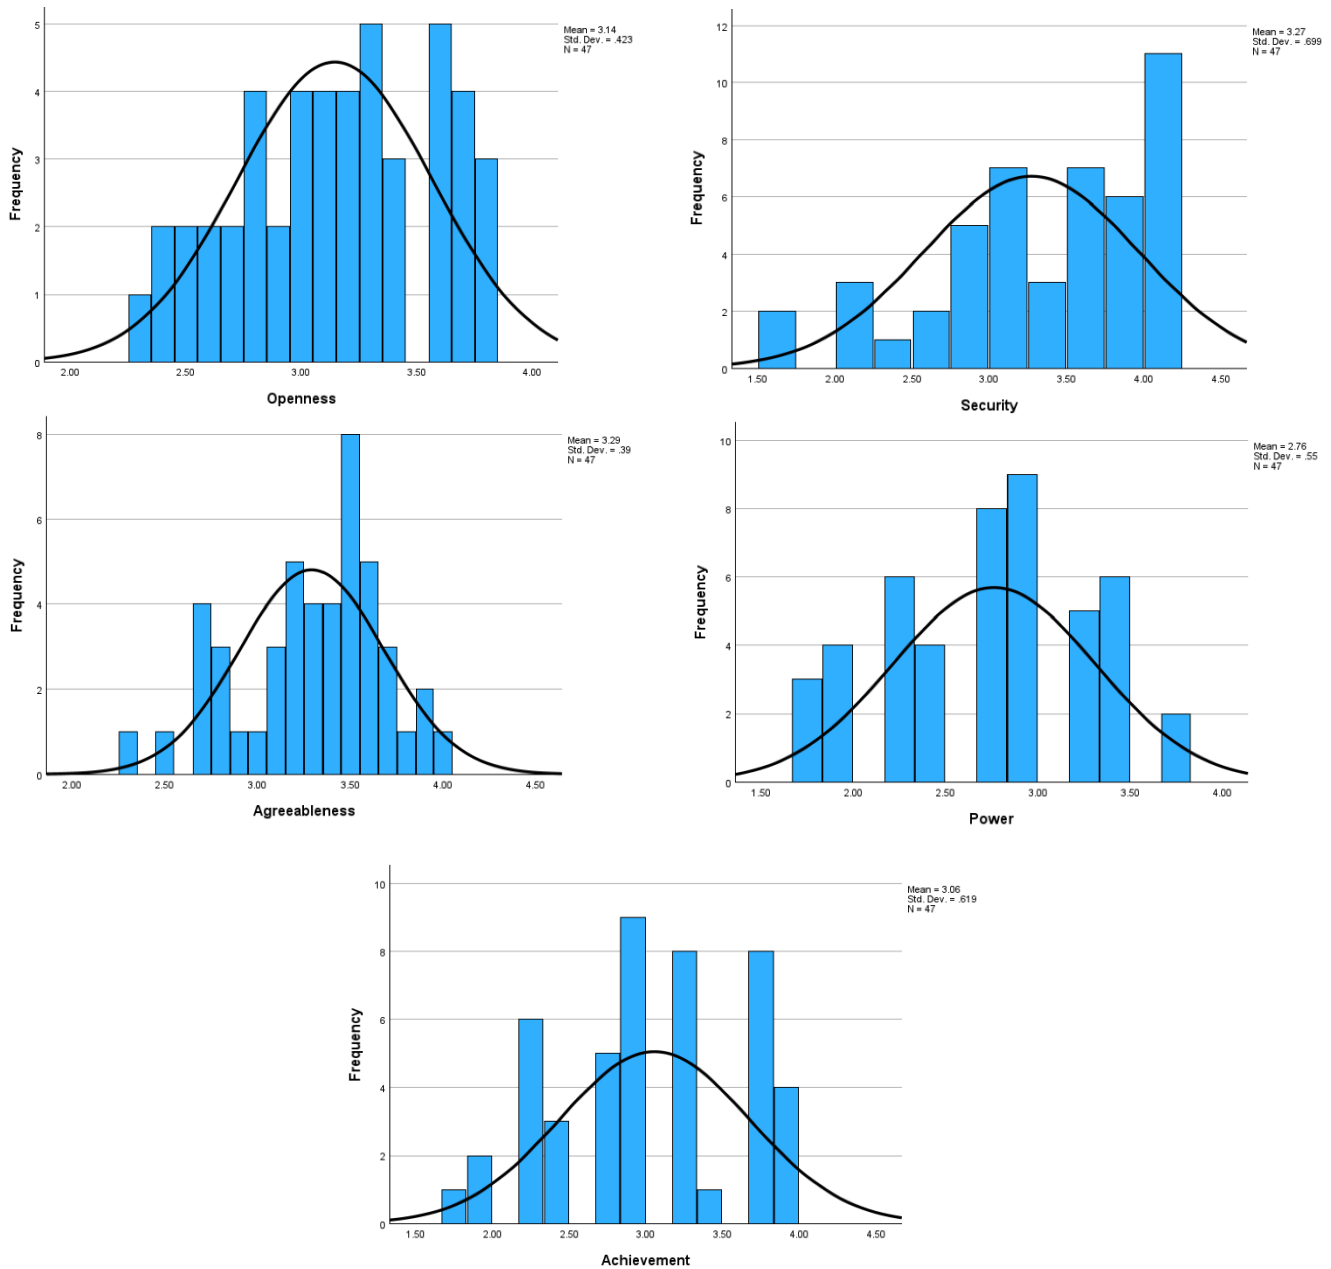 5
4
3
2
1
0
Frequency
2.00 2.50 3.00 3.50 4.00
Openness
Mean = 3.14
Std. Dev. = .423
N = 47
12
10
8
6
4
2
0
Frequency
1.50 2.00 2.50 3.00 3.50 4.00 4.50
Security
Mean = 3.27
Std. Dev. = .699
N = 47
8
6
4
2
0
Frequency
2.00 2.50 3.00 3.50 4.00 4.50
Agreeableness
Mean = 3.29
Std. Dev. = .39
N = 47
10
8
6
4
2
0
Frequency
1.50 2.00 2.50 3.00 3.50 4.00
Power
Mean = 2.76
Std. Dev. = .55
N = 47
10
8
6
4
2
0
Frequency
1.50 2.00 2.50 3.00 3.50 4.00 4.50
Achievement
Mean = 3.06
Std. Dev. = .619
N = 47